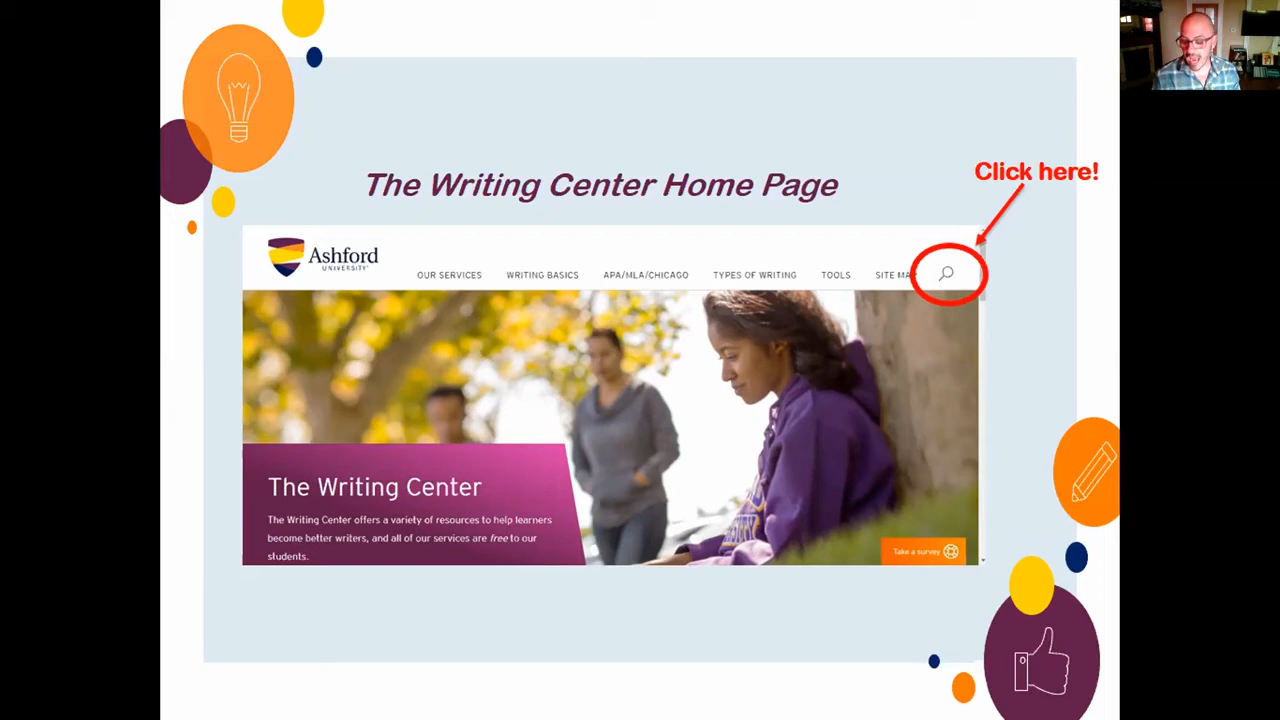 Click here!
The Writing Center Home Page
Ashford
UNIVERSITY
OUR SERVICES WRITING BASICS APA/MLA/CHICAGO TYPES OF WRITING TOOLS SITE MAP
The Writing Center
The Writing Center offers a variety of resources to help learners
become better writers, and all of our services are free to our
students.
Take a survey